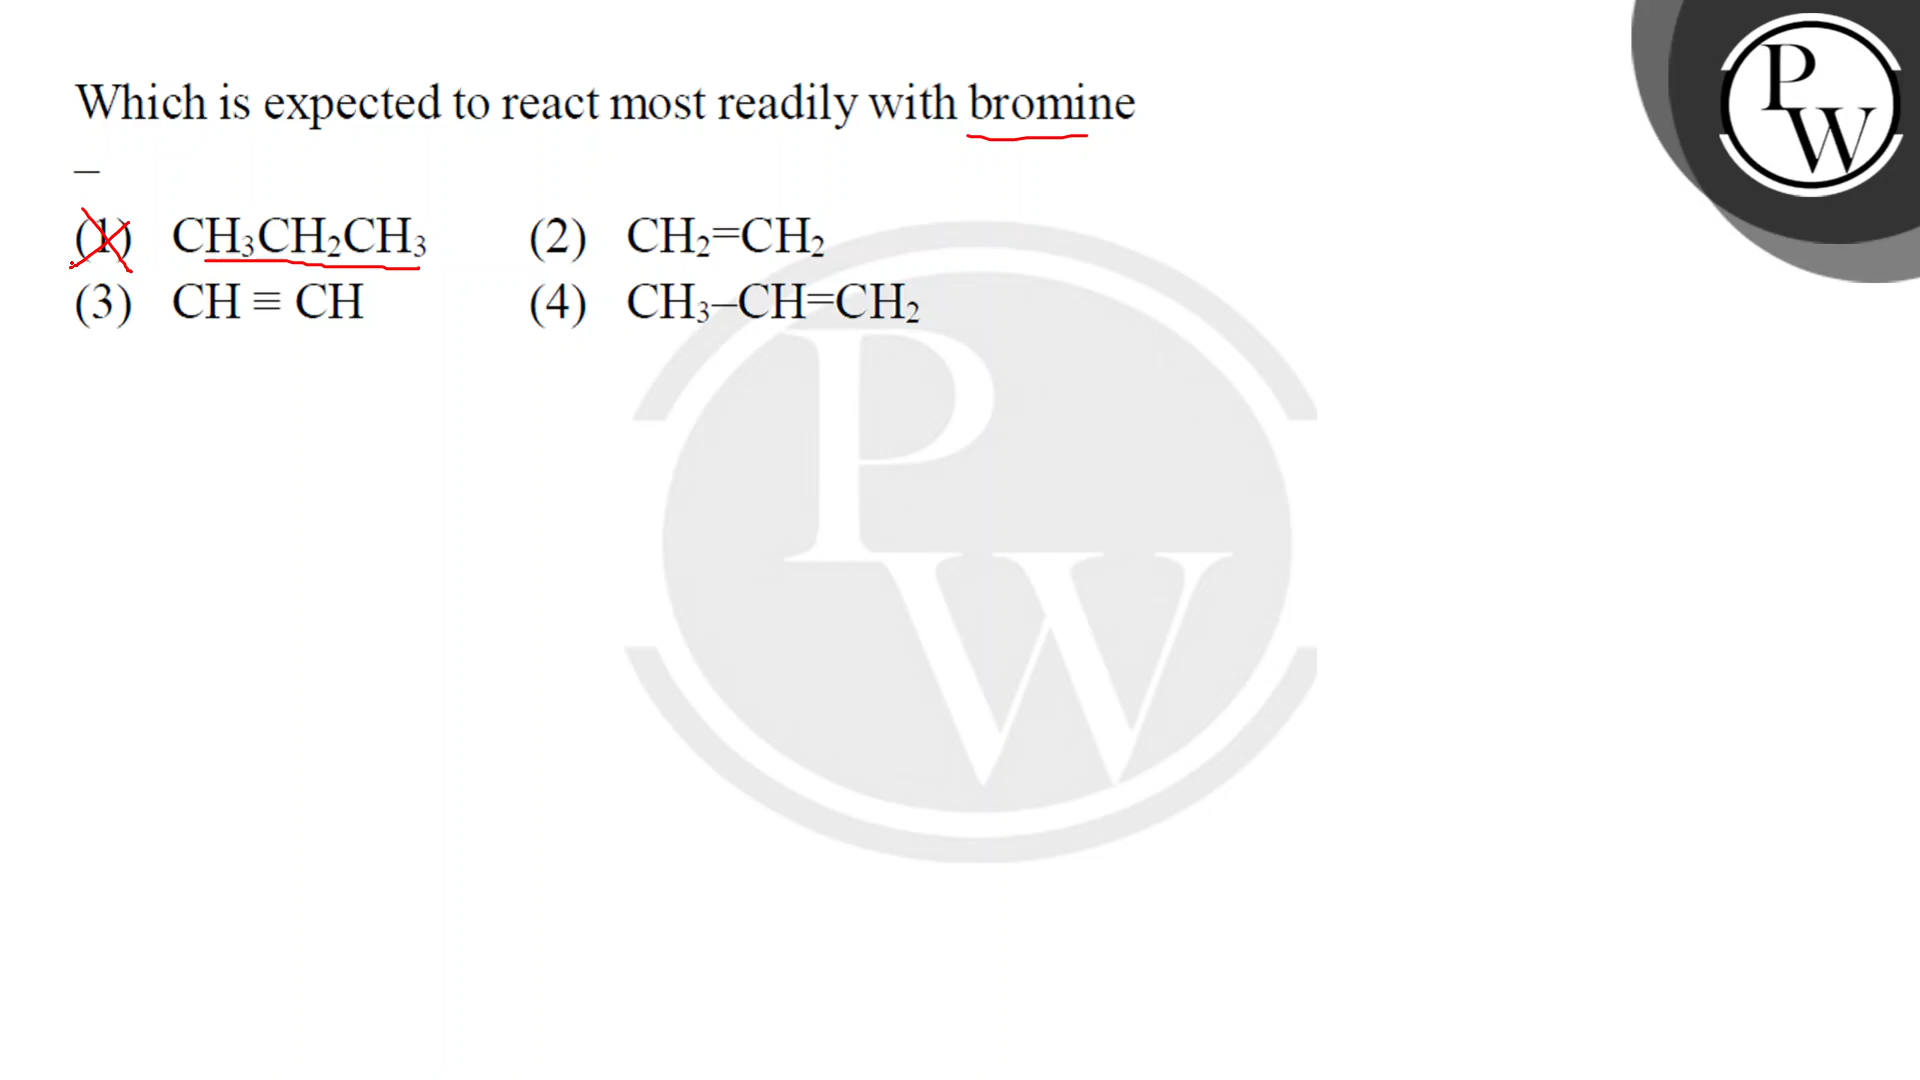 Which is expected to react most readily with bromine
–
(1) CH₃CH₂CH₃ (2) CH₂=CH₂
(3) CH ≡ CH (4) CH₃–CH=CH₂
P
W
P
W